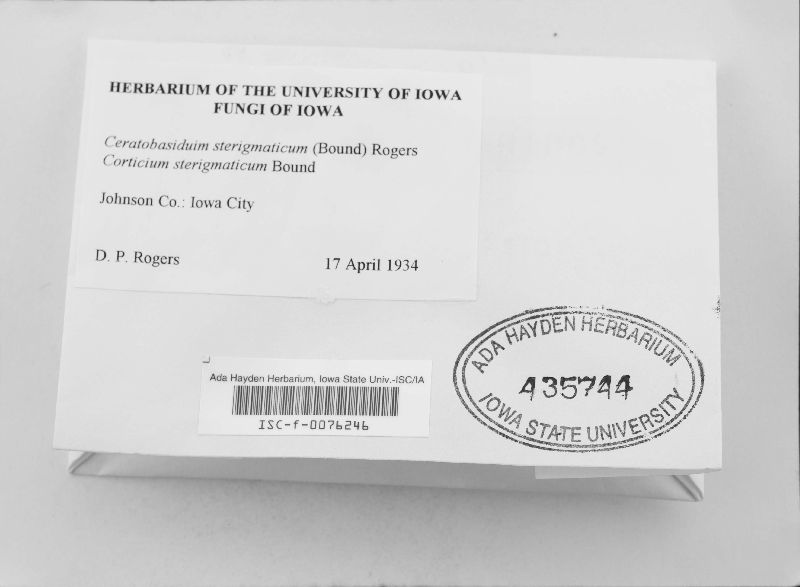 HERBARIUM OF THE UNIVERSITY OF IOWA
FUNGI OF IOWA
Ceratobasiduim sterigmaticum (Bound) Rogers
Corticium sterigmaticum Bound
Johnson Co.: Iowa City
D. P. Rogers 17 April 1934
Ada Hayden Herbarium, Iowa State Univ.-ISC/IA
ISC-f-0076246
ADA HAYDEN HERBARIUM
435744
IOWA STATE UNIVERSITY